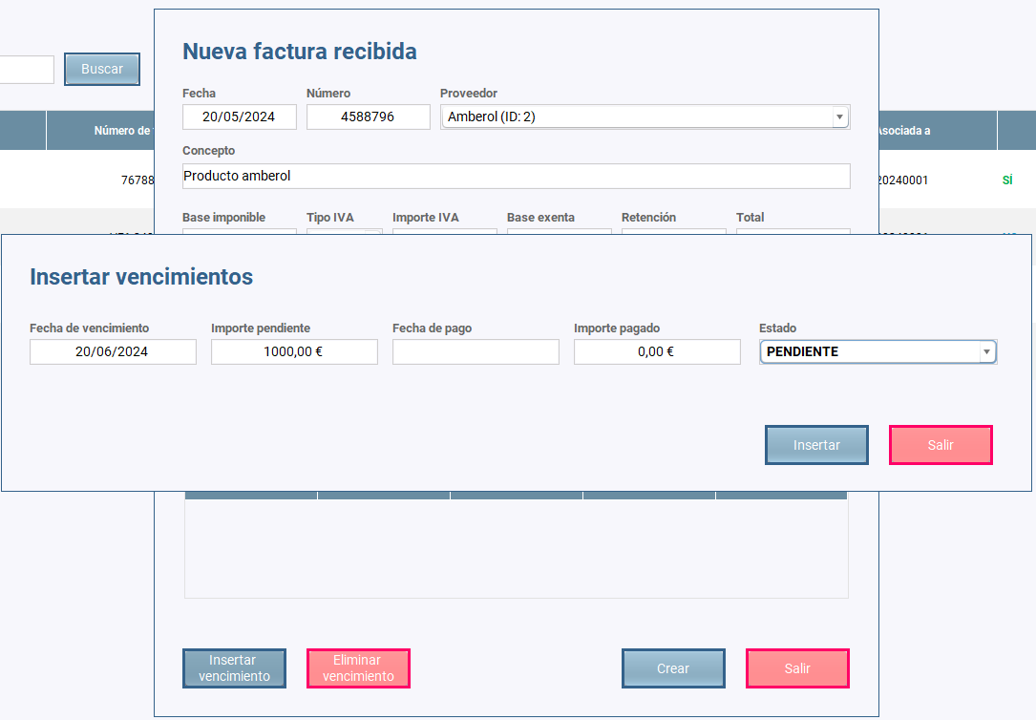 Nueva factura recibida
Buscar
Fecha Número Proveedor
20/05/2024 4588796 Amberol (ID: 2)
Número de Asociada a
Concepto
Producto amberol
76788 20240001 SÍ
Base imponible Tipo IVA Importe IVA Base exenta Retención Total
Insertar vencimientos
Fecha de vencimiento Importe pendiente Fecha de pago Importe pagado Estado
20/06/2024 1000,00 € 0,00 € PENDIENTE
Insertar Salir
Insertar vencimiento
Eliminar vencimiento
Crear Salir